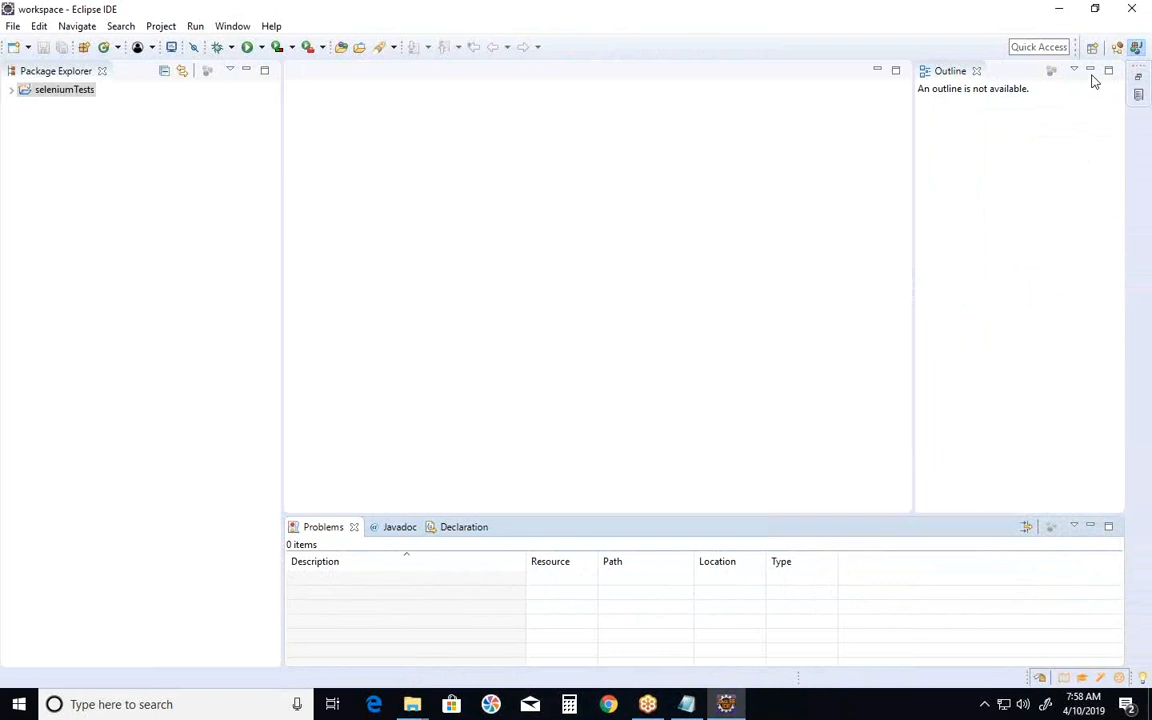 workspace - Eclipse IDE
File Edit Navigate Search Project Run Window Help
Quick Access
Package Explorer
Outline
seleniumTests
An outline is not available.
Problems @ Javadoc Declaration
0 items
Description Resource Path Location Type
Type here to search
7:58 AM
4/10/2019
2